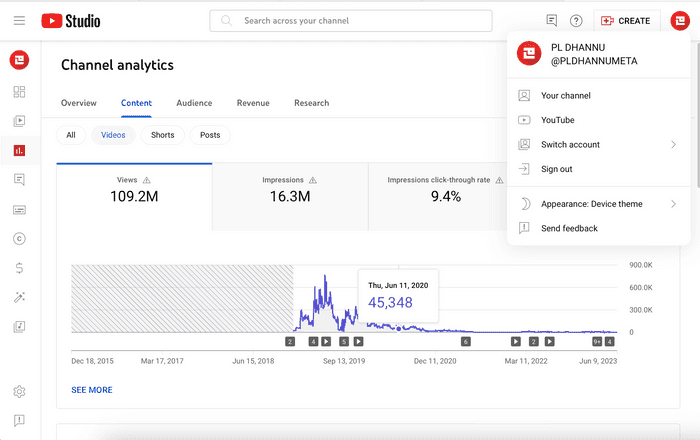 Studio
Search across your channel
CREATE
PL DHANNU
@PLDHANNUMETA
Your channel
YouTube
Switch account
Sign out
Appearance: Device theme
Send feedback
Channel analytics
Overview
Content
Audience
Revenue
Research
All
Videos
Shorts
Posts
Views
109.2M
Impressions
16.3M
Impressions click-through rate
9.4%
Thu, Jun 11, 2020
45,348
900.0K
600.0K
300.0K
0
2
4
5
6
2
9+
4
Dec 18, 2015
Mar 17, 2017
Jun 15, 2018
Sep 13, 2019
Dec 11, 2020
Mar 11, 2022
Jun 9, 2023
SEE MORE